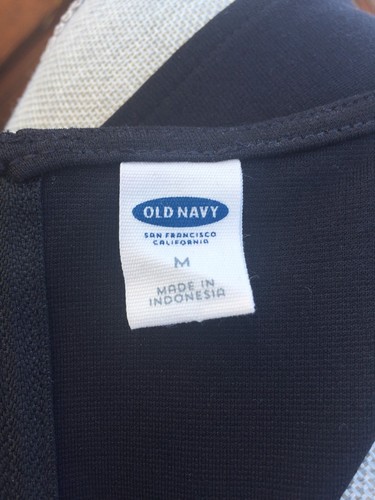 OLD NAVY
SAN FRANCISCO
CALIFORNIA
M
MADE IN
INDONESIA